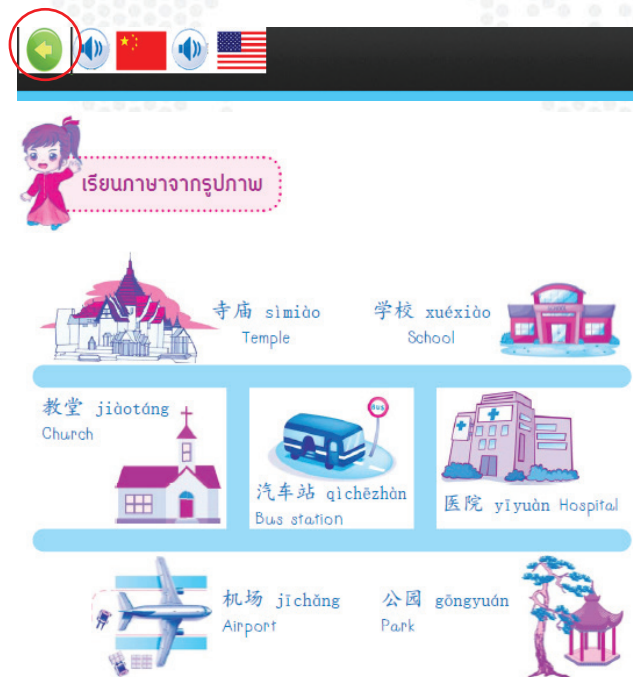 เรียนภาษาจากรูปภาพ
寺庙 sìmiào
Temple
学校 xuéxiào
School
教堂 jiàotáng
Church
BUS
汽车站 qìchēzhàn
Bus station
医院 yīyuàn Hospital
机场 jīchǎng
Airport
公园 gōngyuán
Park